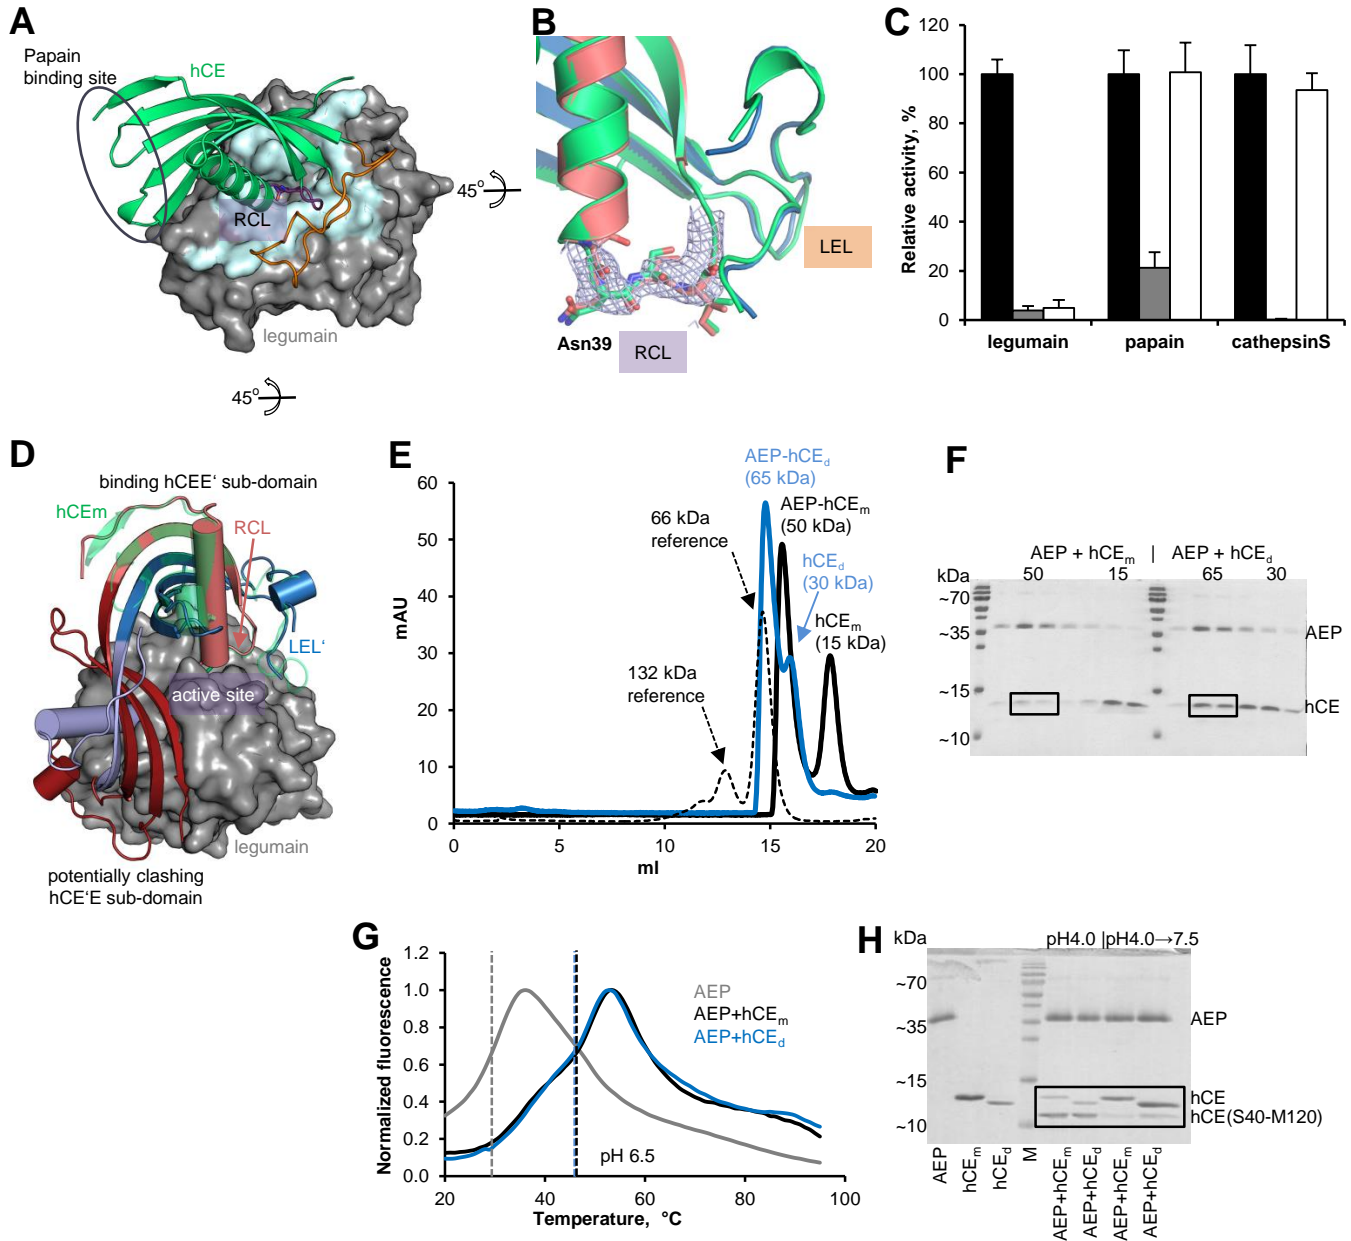 A
Papain
binding site
hCE
RCL
legumain
45°
45°
B
LEL
Asn39
RCL
C
Relative activity, %
120
100
80
60
40
20
0
legumain
papain
cathepsinS
D
binding hCEE' sub-domain
hCEm
RCL
LEL'
active site
legumain
potentially clashing
hCE'E sub-domain
E
AEP-hCEd
(65 kDa)
AEP-hCEm
(50 kDa)
66 kDa
reference
hCEd
(30 kDa)
hCEm
(15 kDa)
132 kDa
reference
mAU
60
50
40
30
20
10
0
0 5 10 15 20
ml
F
AEP + hCEm | AEP + hCEd
kDa 50 15 65 30
~70
~35
~15
~10
AEP
hCE
G
Normalized fluorescence
1.2
1.0
0.8
0.6
0.4
0.2
0
AEP
AEP+hCEm
AEP+hCEd
pH 6.5
20 40 60 80 100
Temperature, °C
H
kDa
pH4.0 |pH4.0→7.5
~70
~35
~15
~10
AEP
hCE
hCE(S40-M120)
AEP
hCEm
hCEd
M
AEP+hCEm
AEP+hCEd
AEP+hCEm
AEP+hCEd